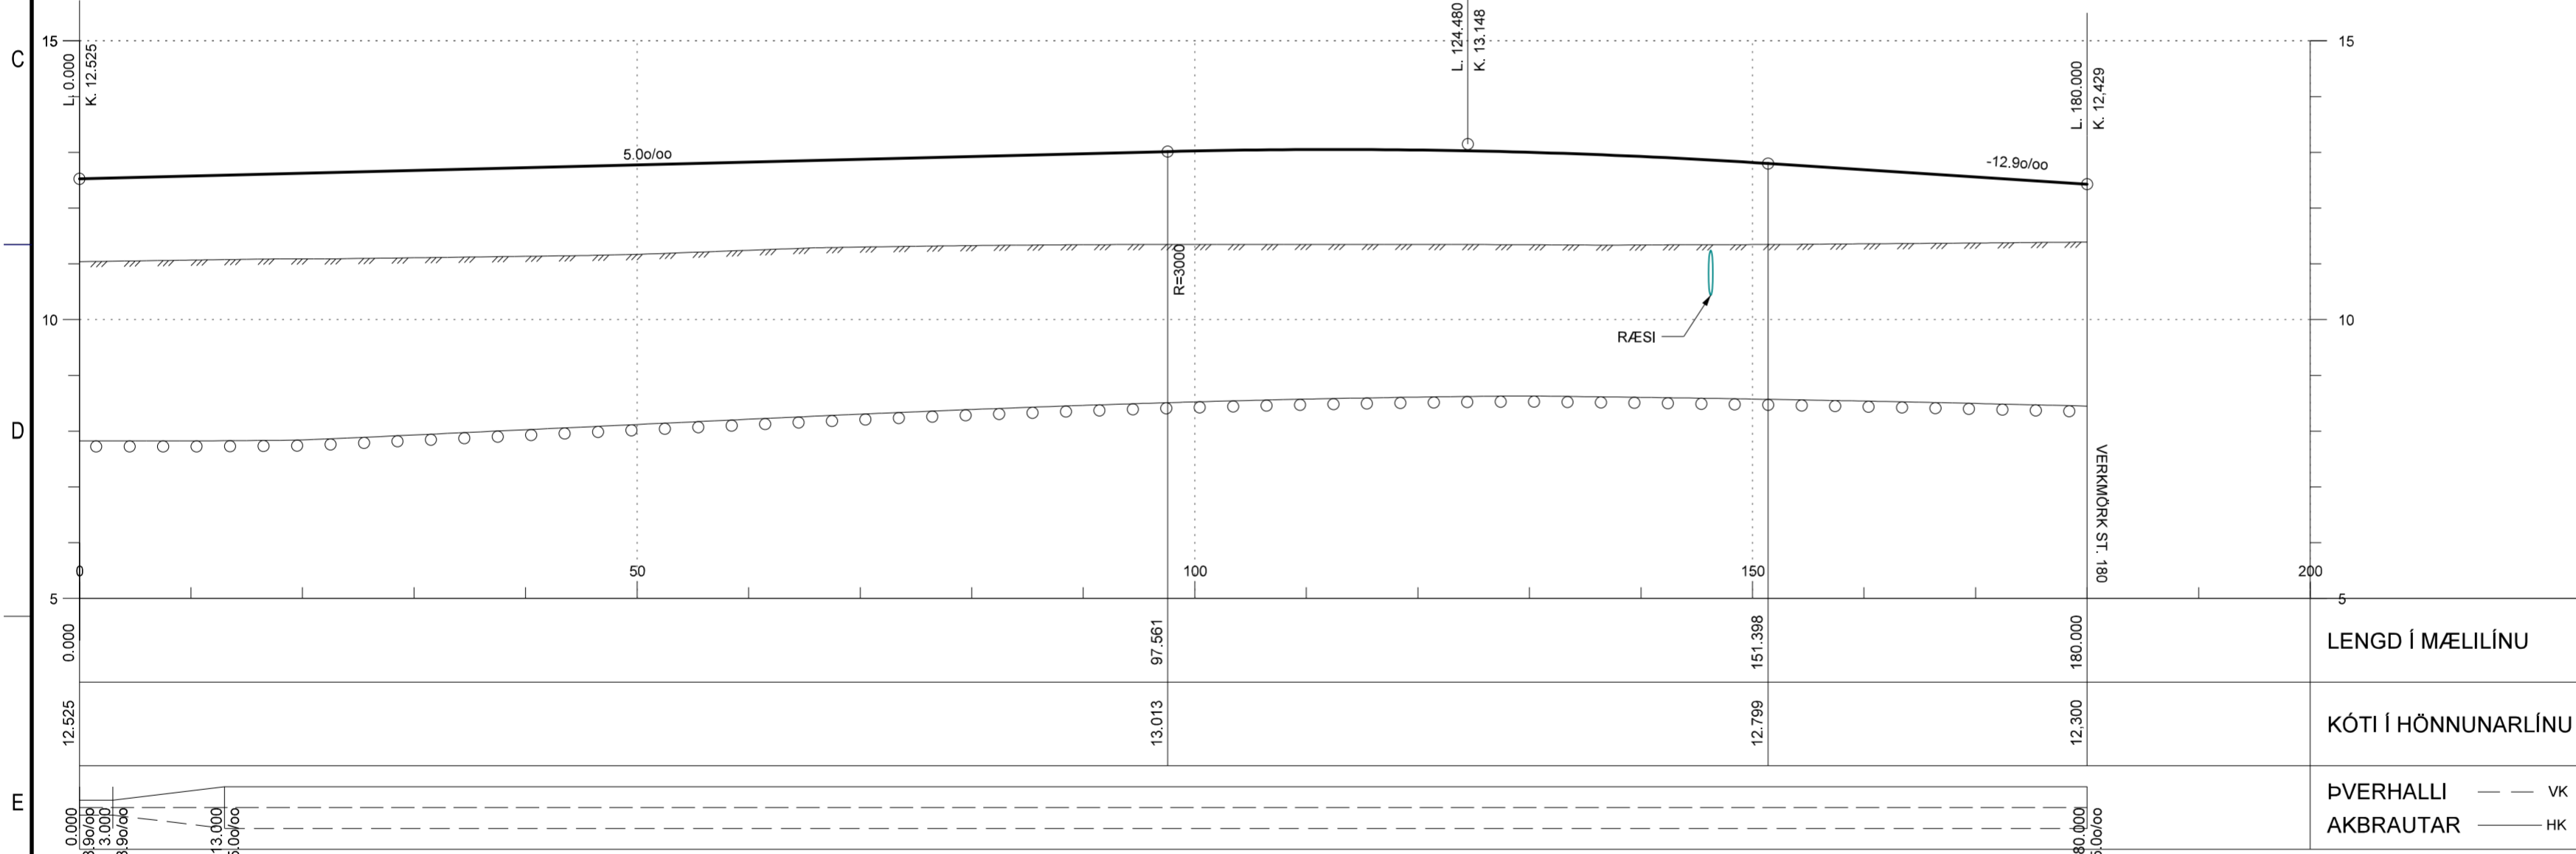 C
15
L. 0.000
K. 12.525
L. 124.480
K. 13.148
L. 180.000
K. 12,429
15
5.0o/oo
-12.9o/oo
R=3000
10
RÆSI
10
D
VERKMÖRK ST. 180
0
50
100
150
200
5
5
0.000
97.561
151.398
180.000
LENGD Í MÆLILÍNU
12.525
13.013
12.799
12,300
KÓTI Í HÖNNUNARLÍNU
E
0.000
3.000
13.000
ÞVERHALLI
VK
AKBRAUTAR
HK